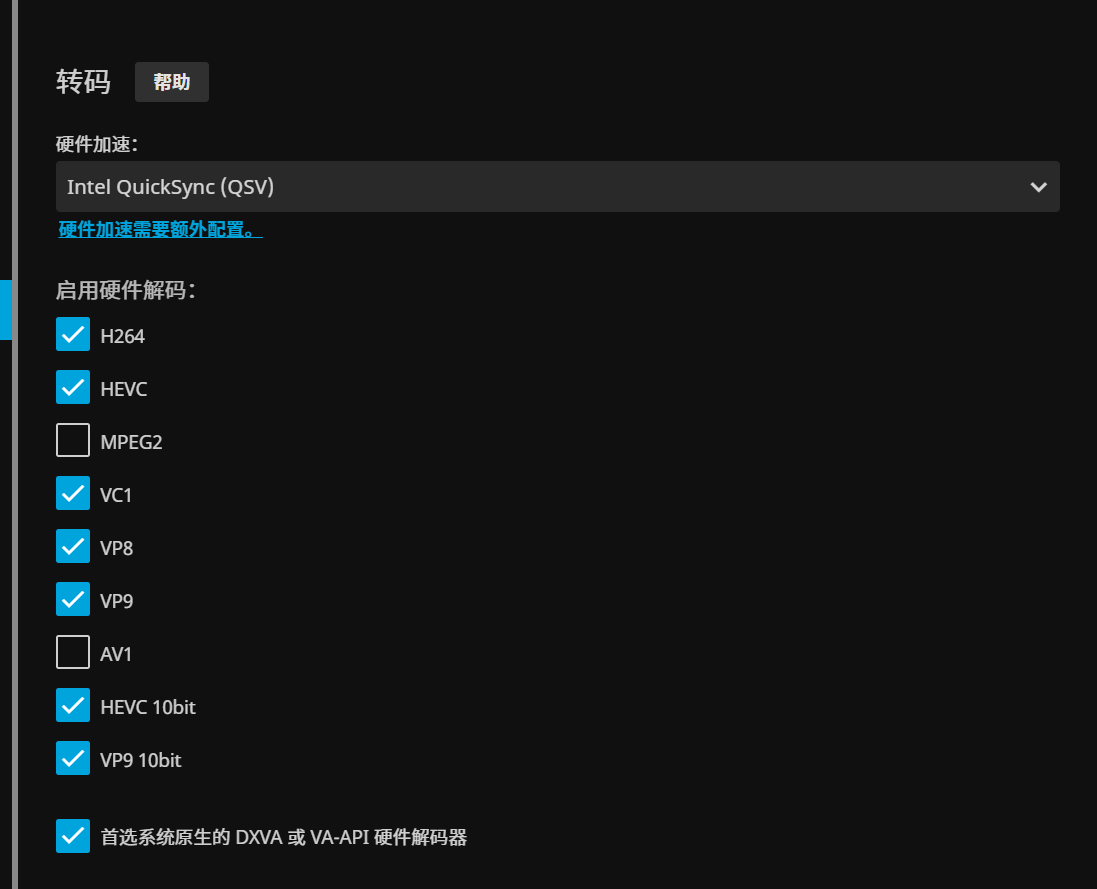 转码
帮助
硬件加速：
Intel QuickSync (QSV)
硬件加速需要额外配置。
启用硬件解码：
H264
HEVC
MPEG2
VC1
VP8
VP9
AV1
HEVC 10bit
VP9 10bit
首选系统原生的 DXVA 或 VA-API 硬件解码器